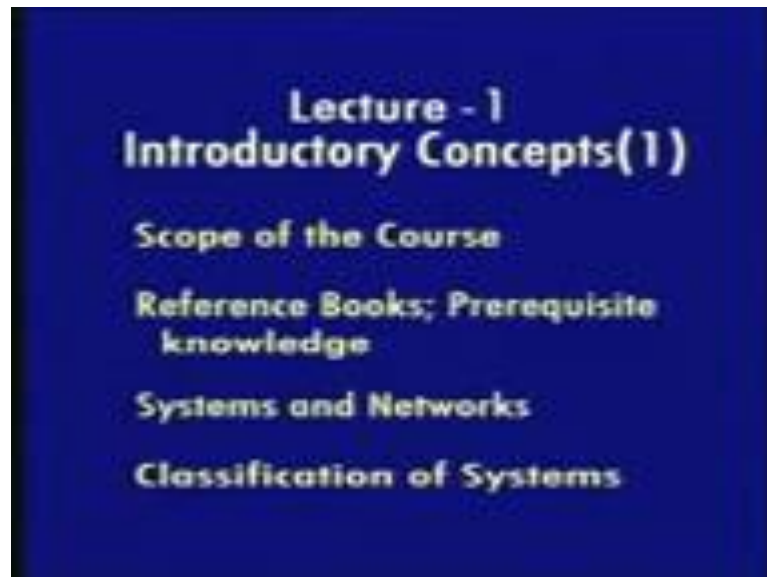 Lecture - 1
Introductory Concepts(1)
Scope of the Course
Reference Books; Prerequisite
knowledge
Systems and Networks
Classification of Systems